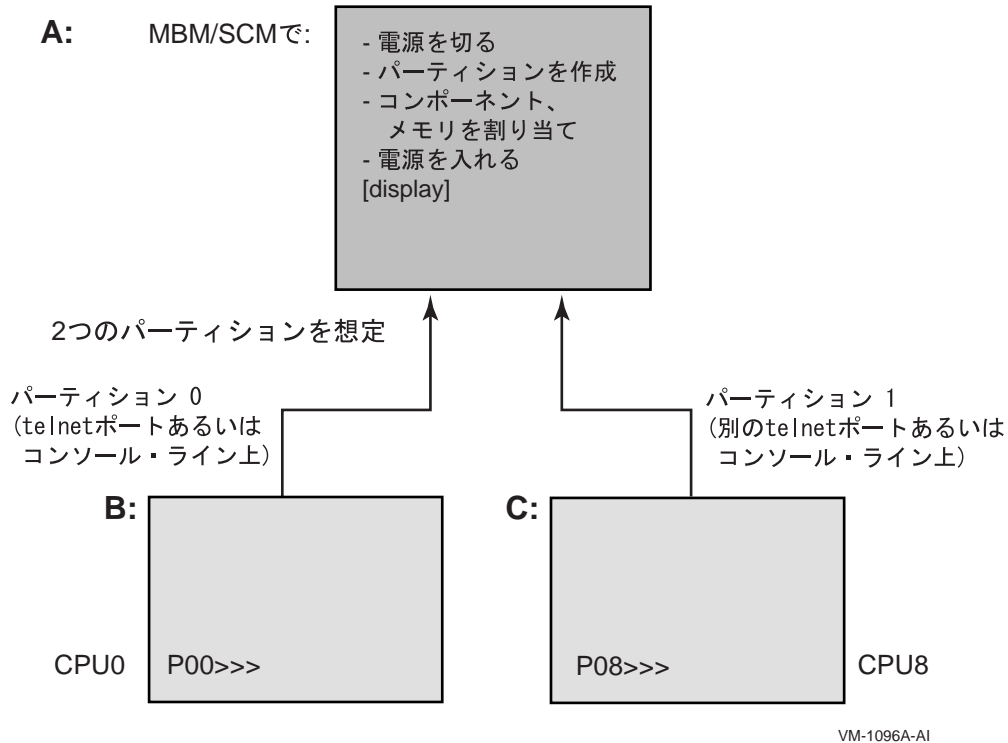 A: MBM/SCMで:
- 電源を切る
- パーティションを作成
- コンポーネント、
メモリを割り当て
- 電源を入れる
[display]
2つのパーティションを想定
パーティション 0
(telnetポートあるいは
コンソール・ライン上)
パーティション 1
(別のtelnetポートあるいは
コンソール・ライン上)
B:
C:
CPU0 P00>>>
P08>>> CPU8
VM-1096A-AI